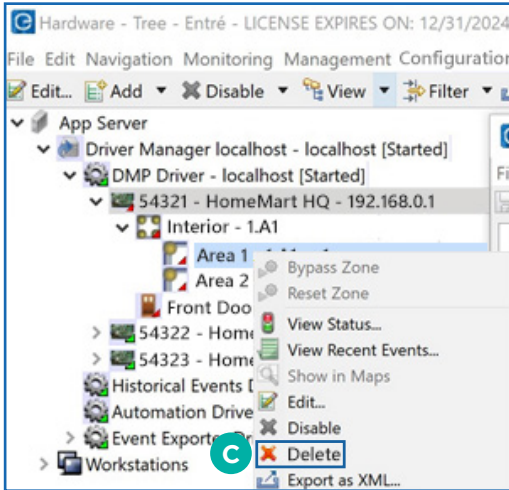 Hardware - Tree - Entré - LICENSE EXPIRES ON: 12/31/2024
File Edit Navigation Monitoring Management Configuration
Edit... Add Disable View Filter
App Server
Driver Manager localhost - localhost [Started]
DMP Driver - localhost [Started]
54321 - HomeMart HQ - 192.168.0.1
Interior - 1.A1
Area 1
Area 2
Front Doo
54322 - Home
54323 - Home
Historical Events D
Automation Drive
Event Exporter Dr
Workstations
Fi
Bypass Zone
Reset Zone
View Status...
View Recent Events...
Show in Maps
Edit...
Disable
C Delete
Export as XML...